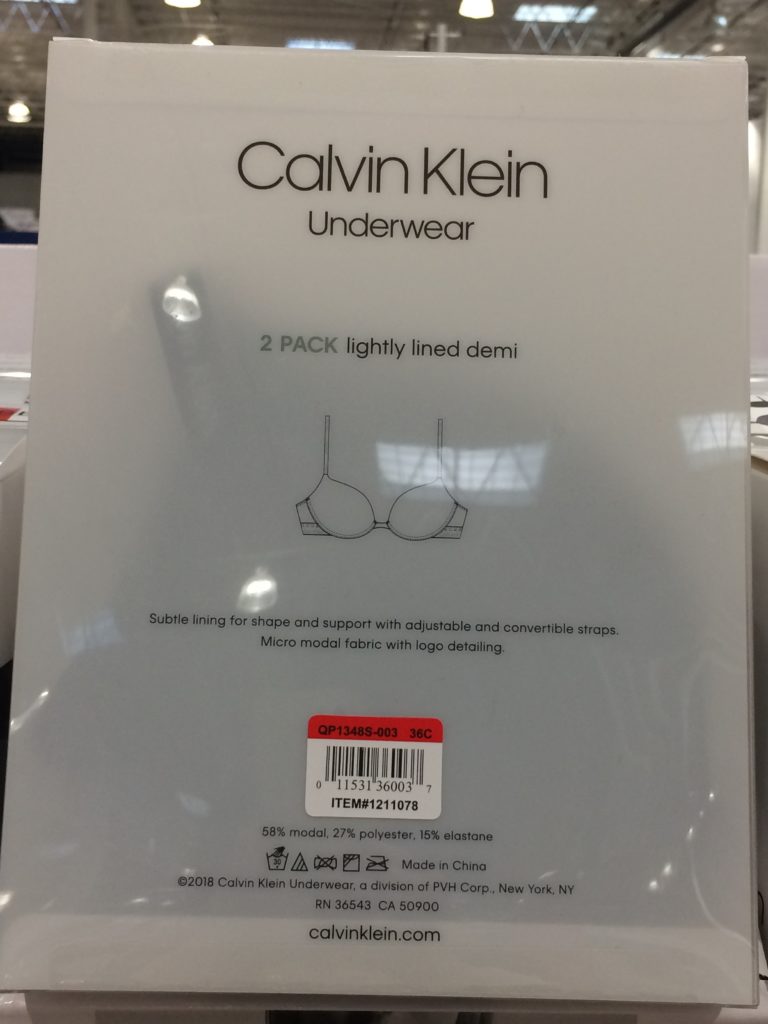 Calvin Klein
Underwear
2 PACK lightly lined demi
Subtle lining for shape and support with adjustable and convertible straps.
Micro modal fabric with logo detailing.
QP1348S-003 36C
0 11531 36003 7
ITEM#1211078
58% modal, 27% polyester, 15% elastane
30
Made in China
©2018 Calvin Klein Underwear, a division of PVH Corp., New York, NY
RN 36543 CA 50900
calvinklein.com